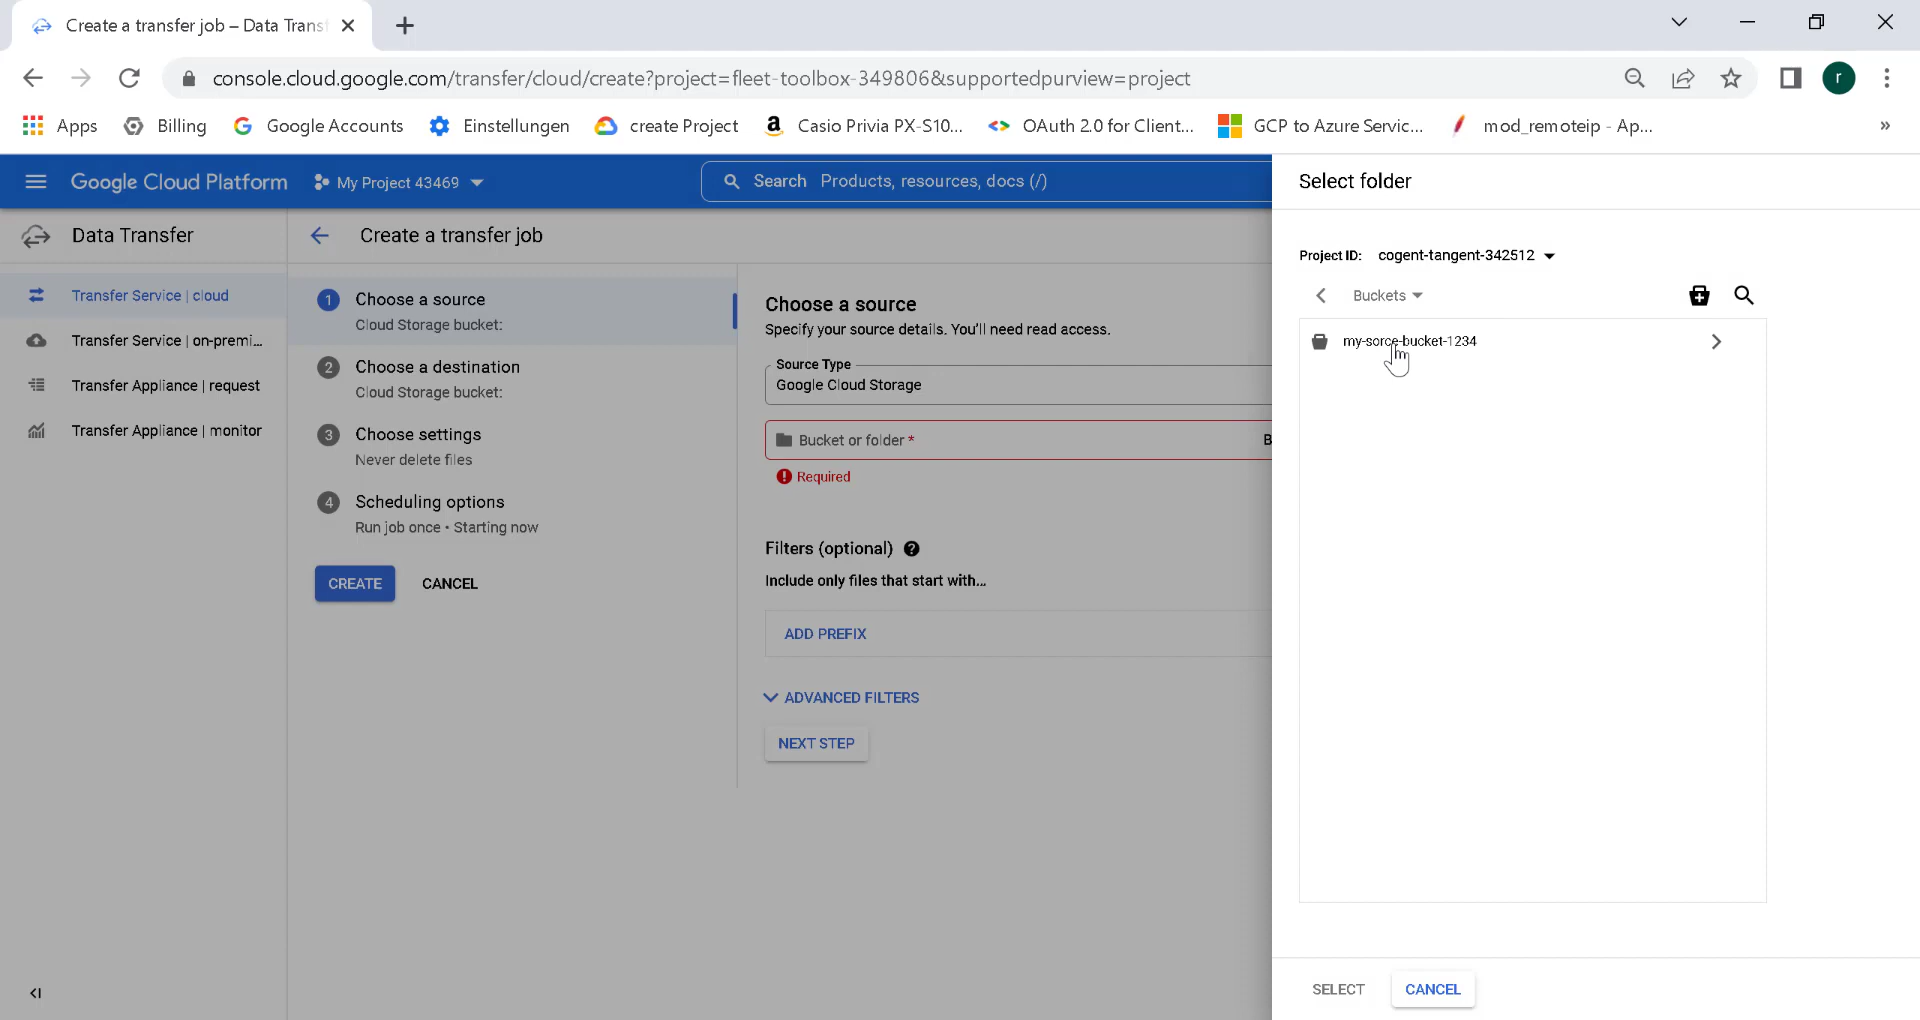 Create a transfer job – Data Trans
console.cloud.google.com/transfer/cloud/create?project=fleet-toolbox-349806&supportedpurview=project
r
Apps Billing Google Accounts Einstellungen create Project Casio Privia PX-S10... OAuth 2.0 for Client... GCP to Azure Servic... mod_remoteip - Ap... »
Google Cloud Platform My Project 43469 Search Products, resources, docs (/)
Data Transfer
Transfer Service | cloud
Transfer Service | on-premi...
Transfer Appliance | request
Transfer Appliance | monitor
Create a transfer job
1 Choose a source
Cloud Storage bucket:
2 Choose a destination
Cloud Storage bucket:
3 Choose settings
Never delete files
4 Scheduling options
Run job once • Starting now
CREATE CANCEL
Choose a source
Specify your source details. You'll need read access.
Source Type
Google Cloud Storage
Bucket or folder * B
Required
Filters (optional)
Include only files that start with...
ADD PREFIX
ADVANCED FILTERS
NEXT STEP
Select folder
Project ID: cogent-tangent-342512
Buckets
my-sorce-bucket-1234
SELECT CANCEL